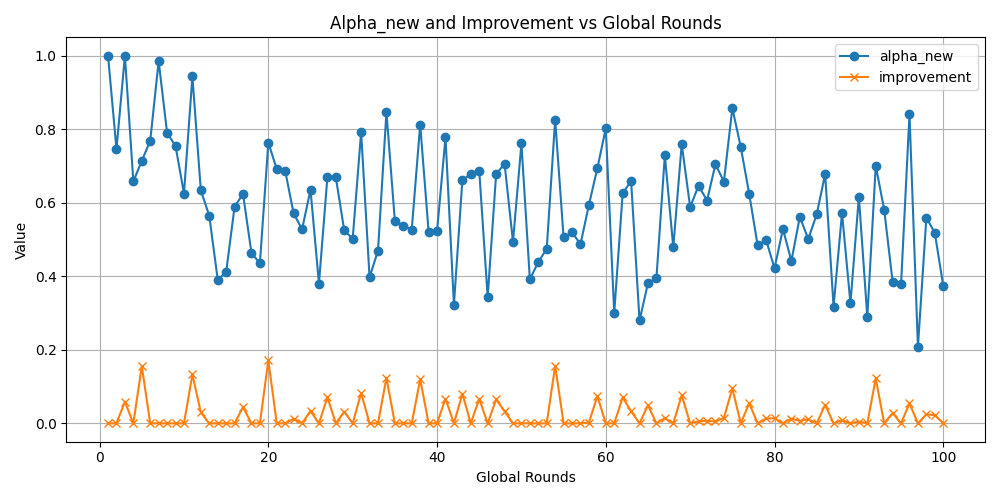 Alpha_new and Improvement vs Global Rounds
alpha_new
improvement
Value
1.0
0.8
0.6
0.4
0.2
0.0
0 20 40 60 80 100
Global Rounds